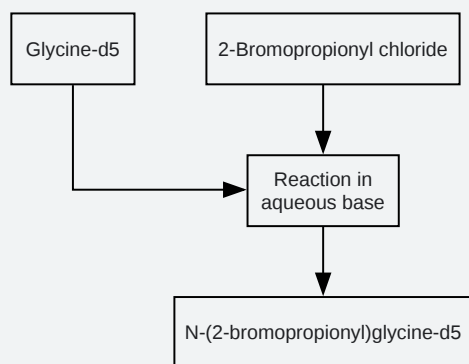 Glycine-d5
2-Bromopropionyl chloride
Reaction in
aqueous base
N-(2-bromopropionyl)glycine-d5